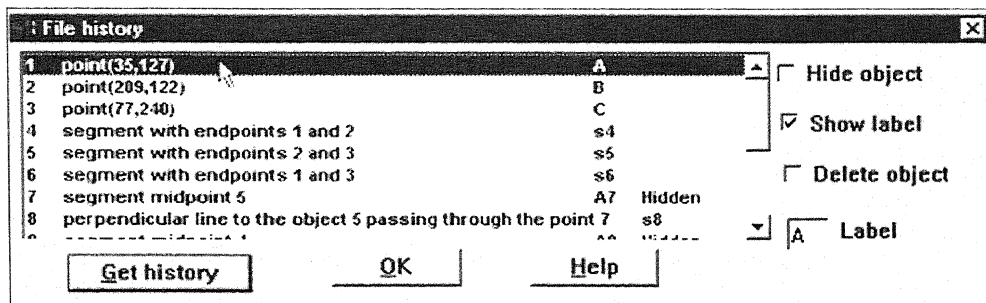 File history
1 point(35,127) A
2 point(209,122) B
3 point(77,240) C
4 segment with endpoints 1 and 2 s4
5 segment with endpoints 2 and 3 s5
6 segment with endpoints 1 and 3 s6
7 segment midpoint 5 A7 Hidden
8 perpendicular line to the object 5 passing through the point 7 s8
Hide object
Show label
Delete object
A Label
Get history OK Help